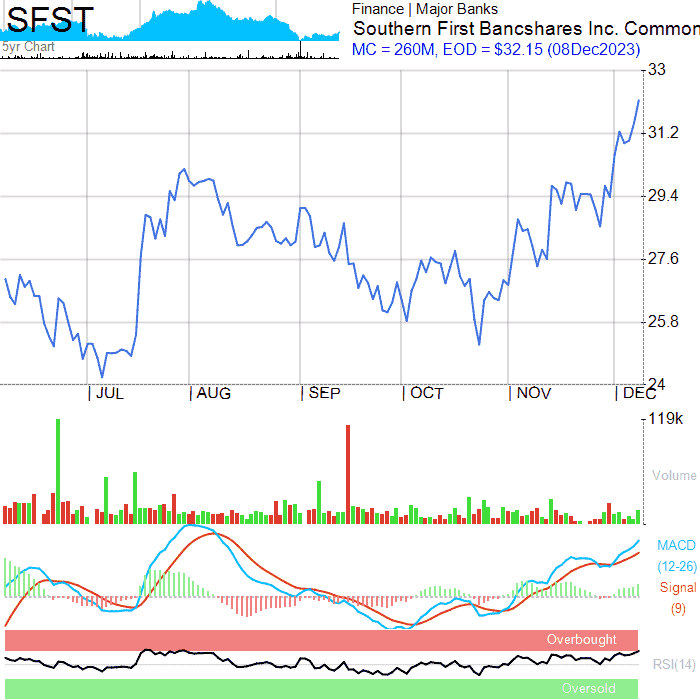 SFST
5yr Chart
Finance | Major Banks
Southern First Bancshares Inc. Common
MC = 260M, EOD = $32.15 (08Dec2023)
33
31.2
29.4
27.6
25.8
24
JUL AUG SEP OCT NOV DEC
119k
Volume
MACD
(12-26)
Signal
(9)
Overbought
RSI(14)
Oversold